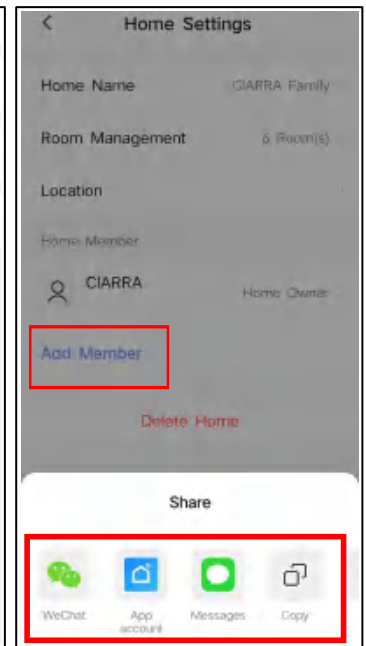 Home Settings
Home Name CIARRA Family
Room Management 6 Room(s)
Location
Home Member
CIARRA Home Owner
Add Member
Delete Home
Share
WeChat App account Messages Copy